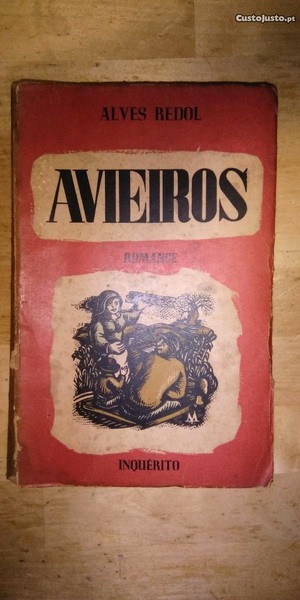 CustoJusto.pt
ALVES REDOL
AVIEIROS
ROMANCE
M
INQUÉRITO